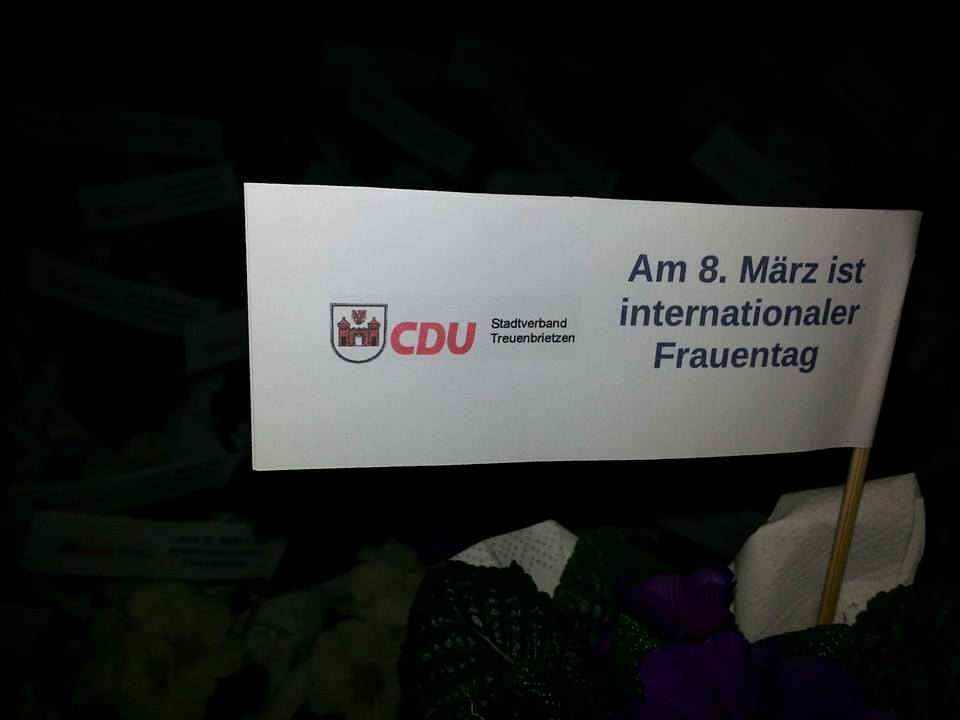 CDU
Stadtverband
Treuenbrietzen
Am 8. März ist
internationaler
Frauentag